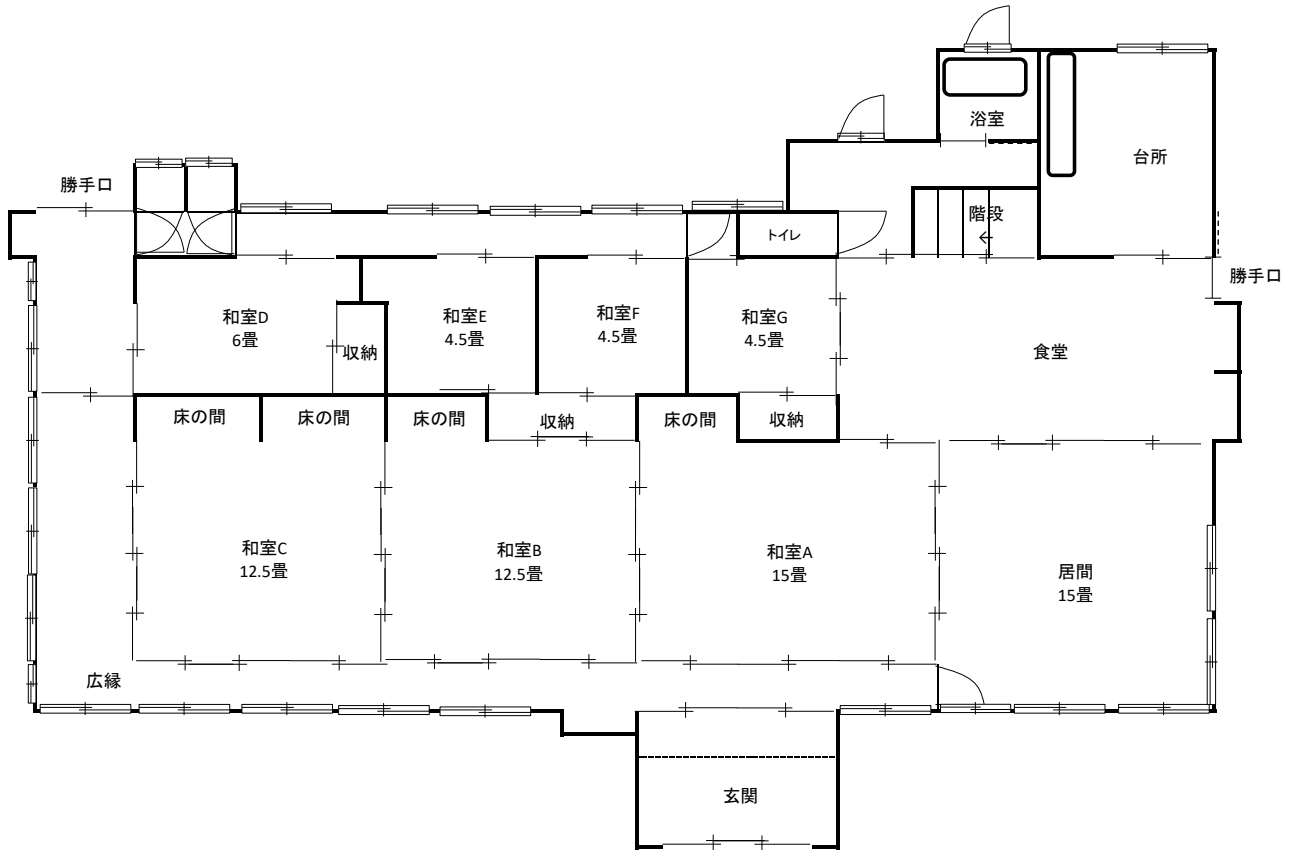 浴室
台所
勝手口
階段
←
トイレ
勝手口
和室D
6畳
収納
和室E
4.5畳
和室F
4.5畳
和室G
4.5畳
食堂
床の間
床の間
床の間
収納
床の間
収納
和室C
12.5畳
和室B
12.5畳
和室A
15畳
居間
15畳
広縁
玄関